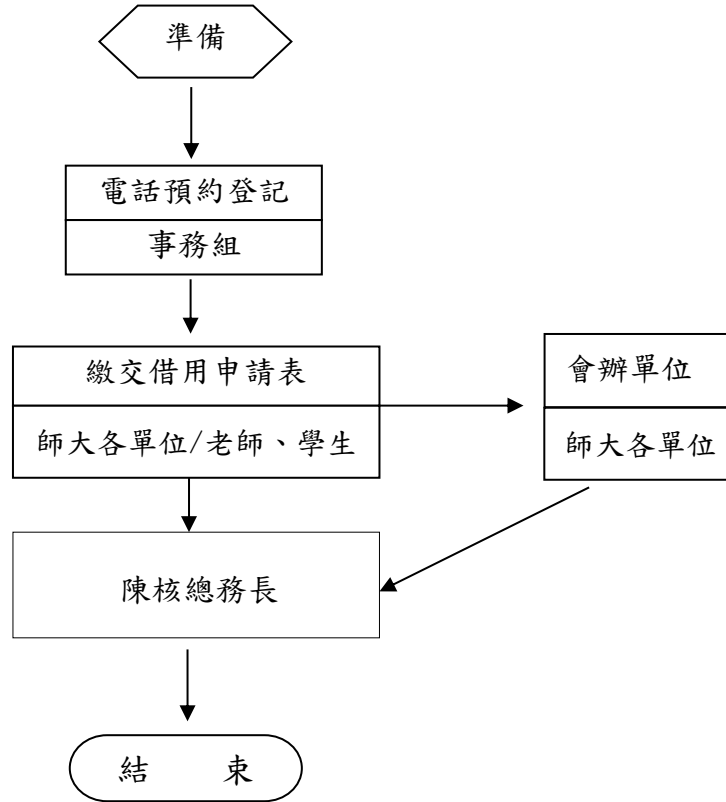 準備
電話預約登記
事務組
繳交借用申請表
師大各單位/老師、學生
會辦單位
師大各單位
陳核總務長
結 束